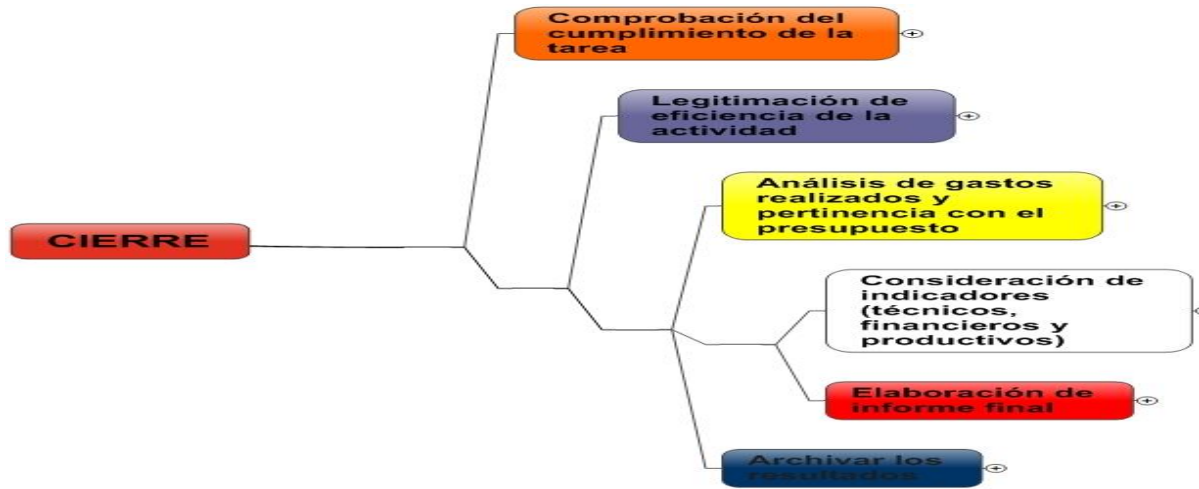 Comprobación del
cumplimiento de la
tarea
Legitimación de
eficiencia de la
actividad
Análisis de gastos
realizados y
pertinencia con el
presupuesto
CIERRE
Consideración de
indicadores
(técnicos,
financieros y
productivos)
Elaboración de
informe final
Archivar los
resultados